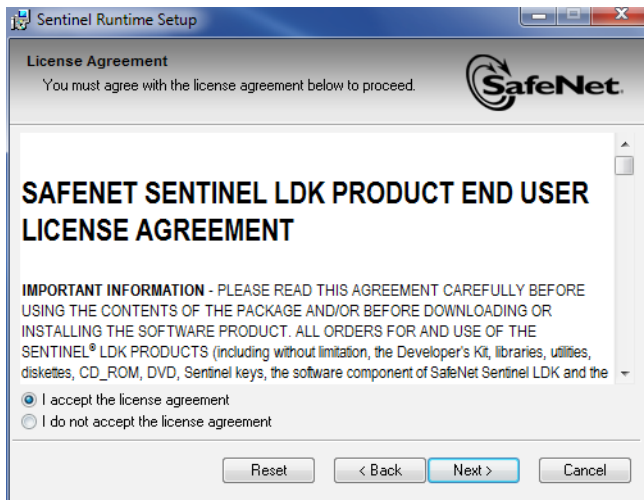 Sentinel Runtime Setup
License Agreement
You must agree with the license agreement below to proceed.
SafeNet.
SAFENET SENTINEL LDK PRODUCT END USER
LICENSE AGREEMENT
IMPORTANT INFORMATION - PLEASE READ THIS AGREEMENT CAREFULLY BEFORE
USING THE CONTENTS OF THE PACKAGE AND/OR BEFORE DOWNLOADING OR
INSTALLING THE SOFTWARE PRODUCT. ALL ORDERS FOR AND USE OF THE
SENTINEL® LDK PRODUCTS (including without limitation, the Developer's Kit, libraries, utilities,
diskettes, CD_ROM, DVD, Sentinel keys, the software component of SafeNet Sentinel LDK and the
I accept the license agreement
I do not accept the license agreement
Reset < Back Next > Cancel